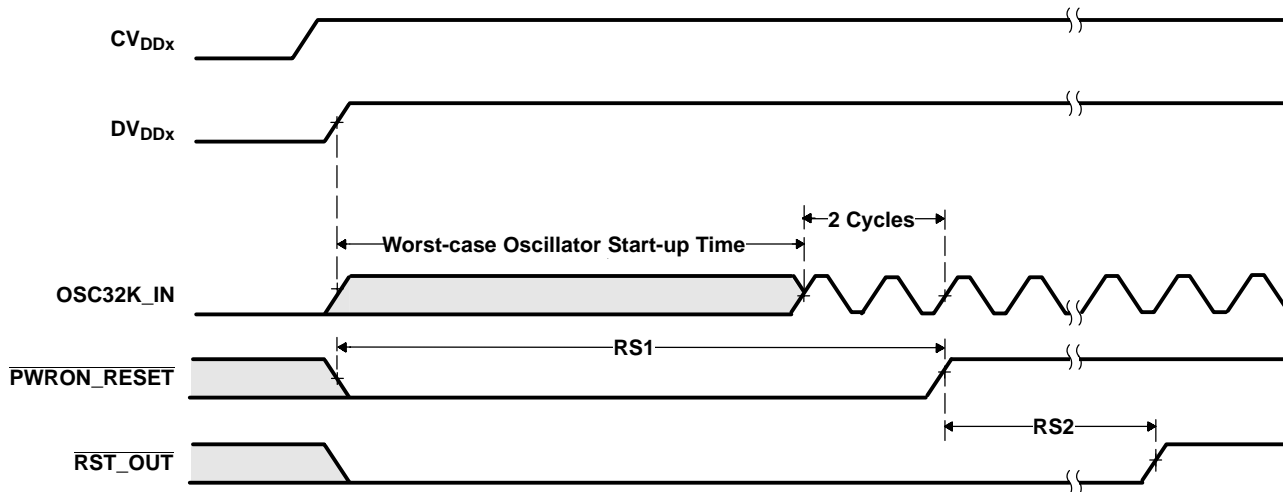 CVDDx
DVDDx
2 Cycles
Worst-case Oscillator Start-up Time
OSC32K_IN
RS1
PWRON_RESET
RS2
RST_OUT